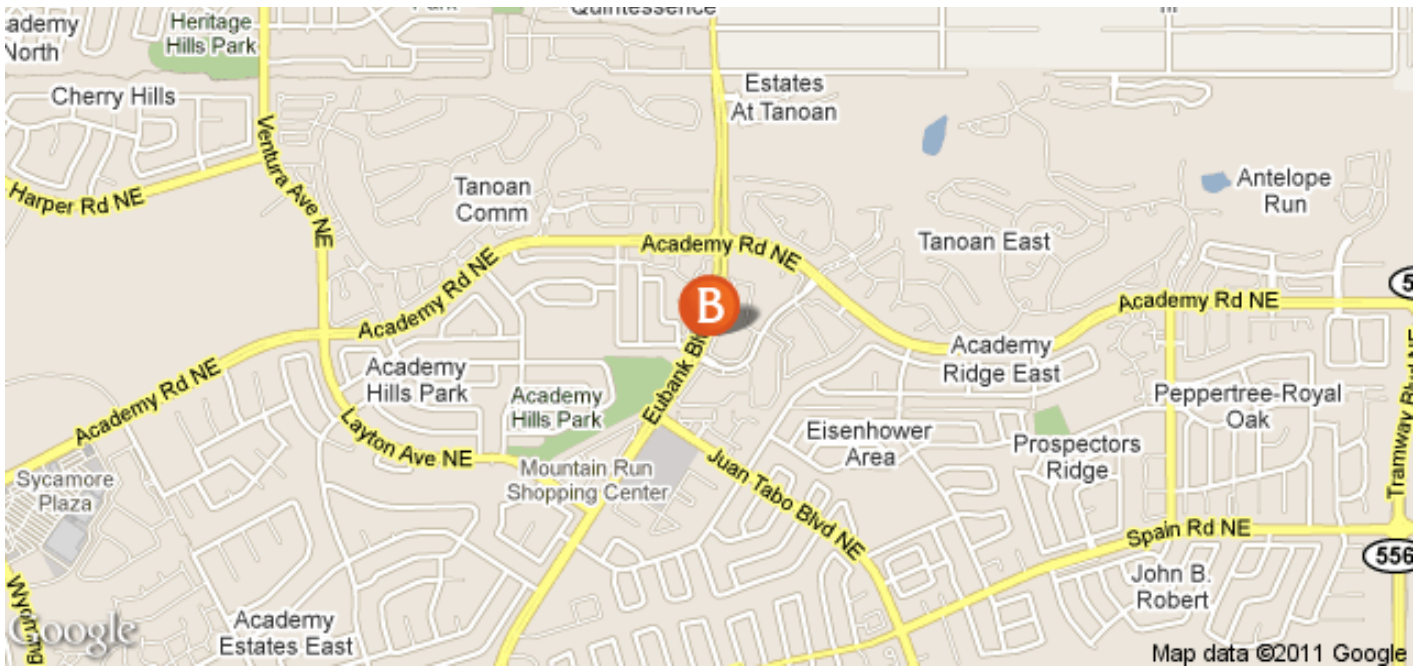 Park
Quintessence
ademy
North
Heritage
Hills Park
Cherry Hills
Estates
At Tanoan
Ventura Ave NE
Harper Rd NE
Tanoan
Comm
Antelope
Run
Academy Rd NE
Tanoan East
Academy Rd NE
B
5
Academy Rd NE
Academy Rd NE
Academy
Hills Park
Academy
Ridge East
Eubank Bl
Academy
Hills Park
Peppertree-Royal
Oak
Tramway Blvd NE
Layton Ave NE
Eisenhower
Area
Prospectors
Ridge
Sycamore
Plaza
Mountain Run
Shopping Center
Juan Tabo Blvd NE
Spain Rd NE
556
John B.
Robert
Wyoming
Academy
Estates East
Google
Map data ©2011 Google